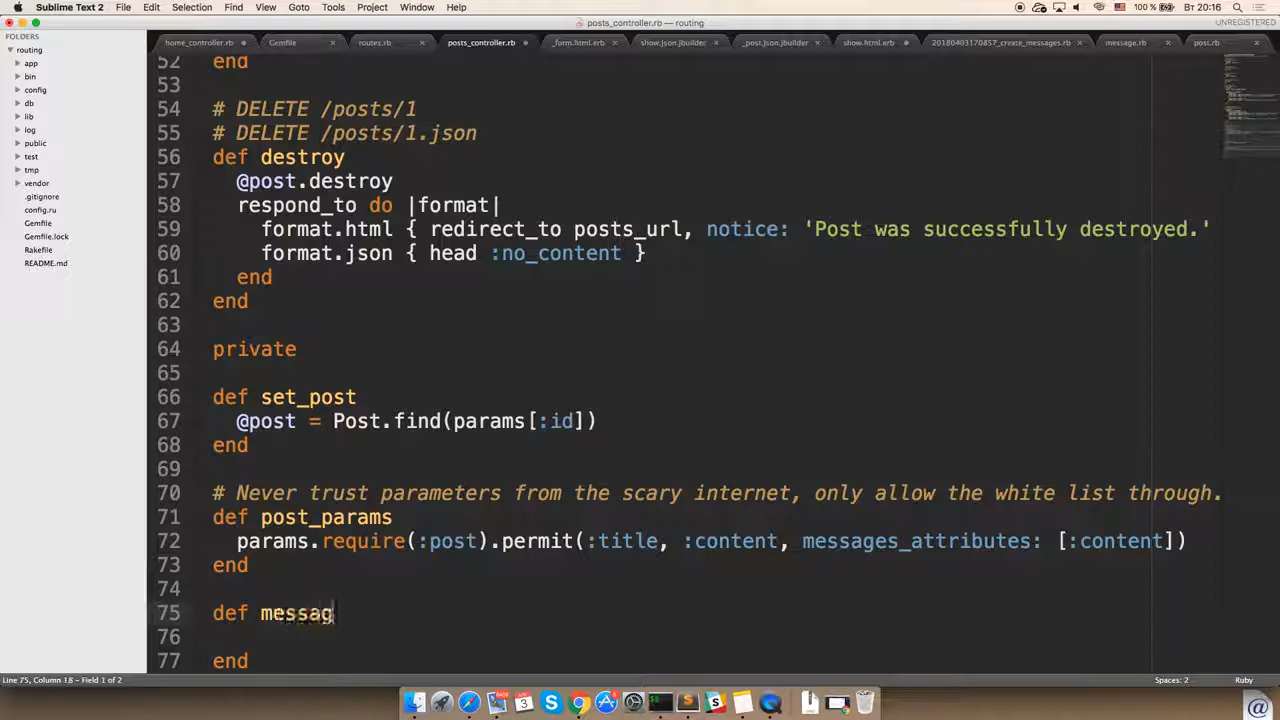 Sublime Text 2 File Edit Selection Find View Goto Tools Project Window Help 100 % Вт 20:16
posts_controller.rb — routing UNREGISTERED
FOLDERS
routing
app
bin
config
db
lib
log
public
test
tmp
vendor
.gitignore
config.ru
Gemfile
Gemfile.lock
Rakefile
README.md
home_controller.rb Gemfile routes.rb posts_controller.rb _form.html.erb show.json.jbuilder _post.json.jbuilder show.html.erb 20180403170857_create_messages.rb message.rb post.rb
52 end
53
54 # DELETE /posts/1
55 # DELETE /posts/1.json
56 def destroy
57 @post.destroy
58 respond_to do |format|
59 format.html { redirect_to posts_url, notice: 'Post was successfully destroyed.'
60 format.json { head :no_content }
61 end
62 end
63
64 private
65
66 def set_post
67 @post = Post.find(params[:id])
68 end
69
70 # Never trust parameters from the scary internet, only allow the white list through.
71 def post_params
72 params.require(:post).permit(:title, :content, messages_attributes: [:content])
73 end
74
75 def messag
76
77 end
Line 75, Column 18 - Field 1 of 2 Spaces: 2 Ruby